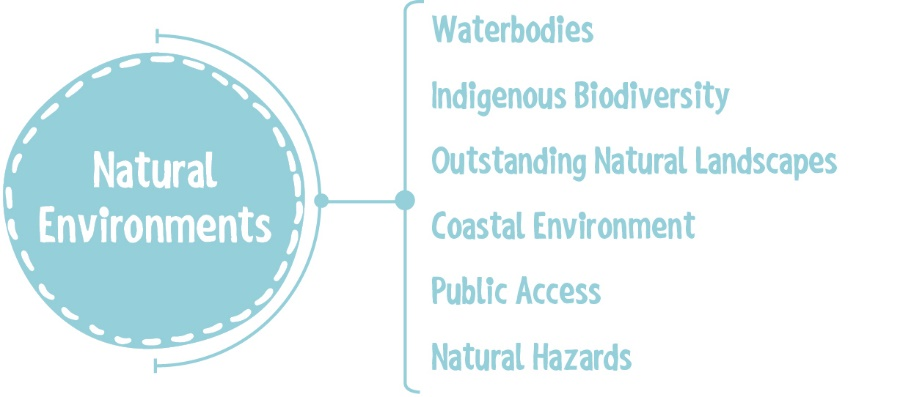 Natural
Environments
Waterbodies
Indigenous Biodiversity
Outstanding Natural Landscapes
Coastal Environment
Public Access
Natural Hazards